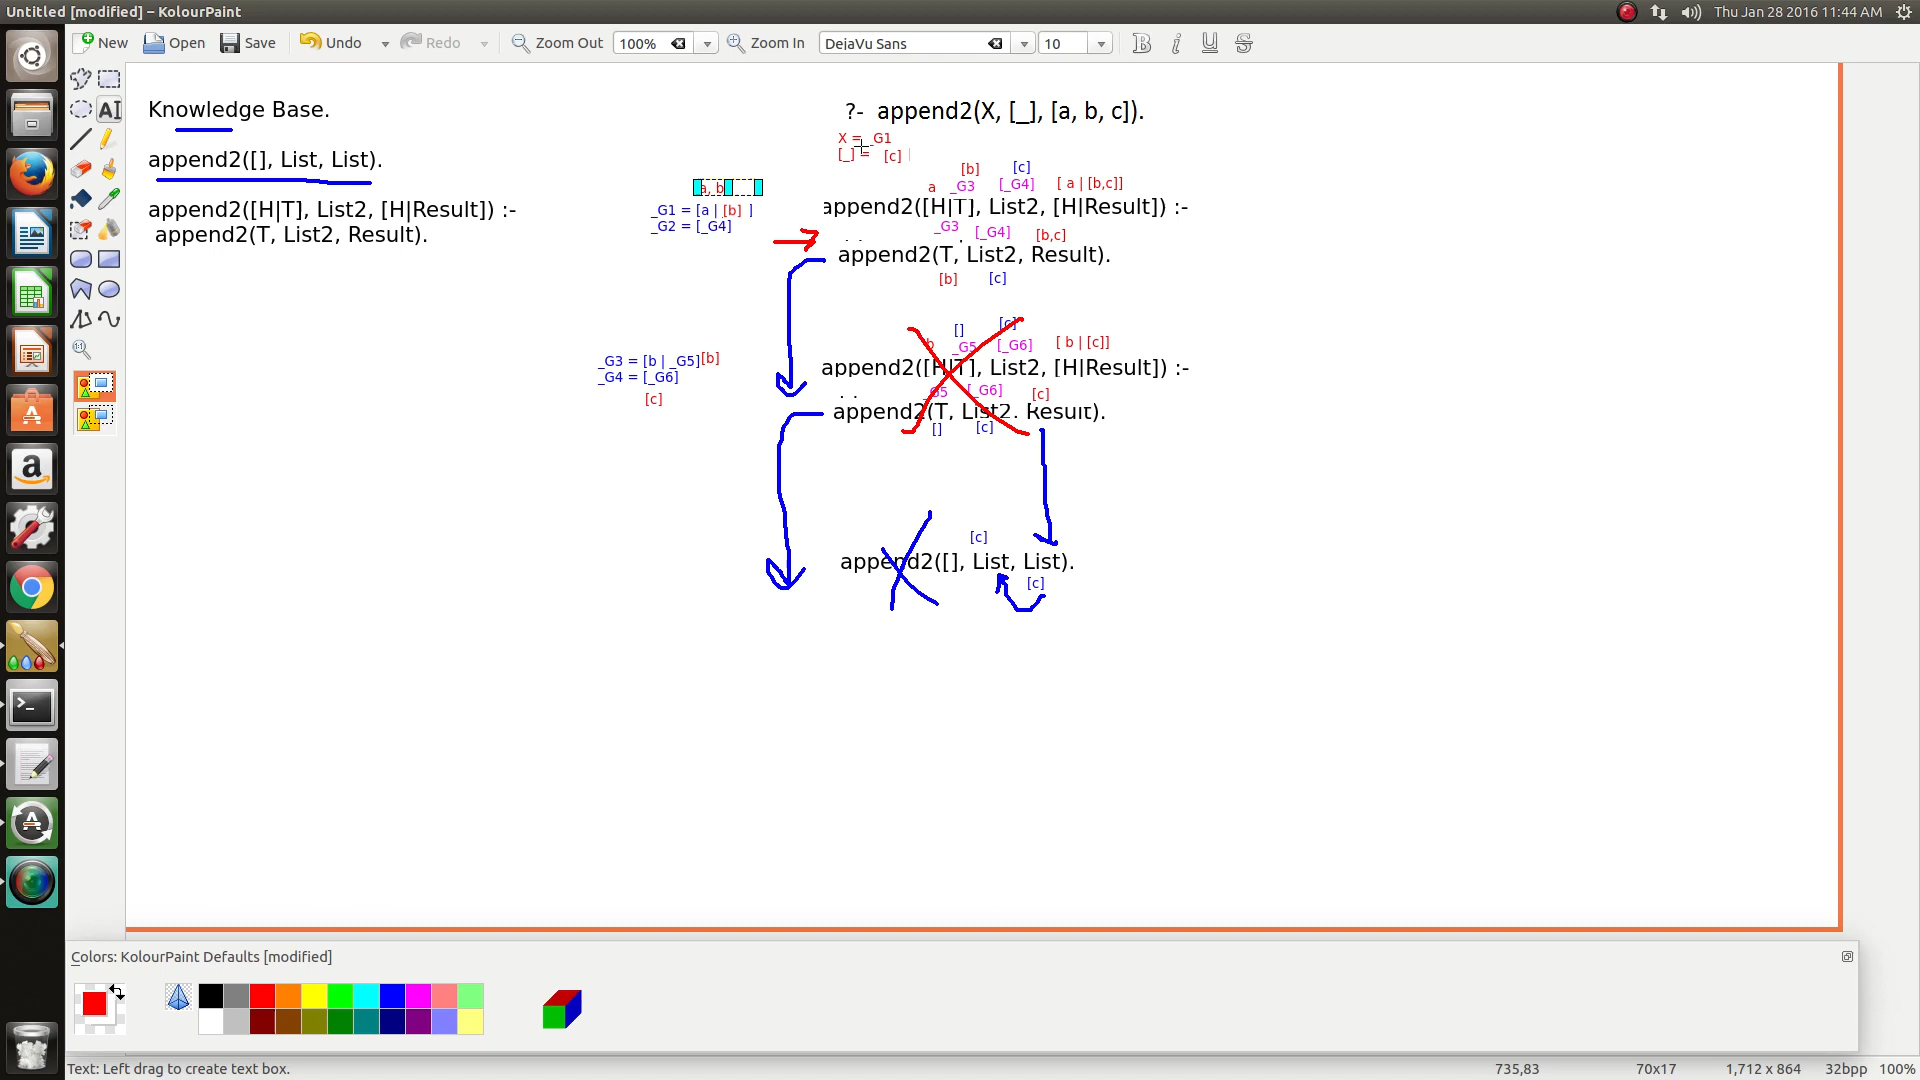 Untitled [modified] – KolourPaint
Thu Jan 28 2016 11:44 AM
New Open Save Undo Redo Zoom Out 100% Zoom In DejaVu Sans 10
Knowledge Base.
append2([], List, List).
append2([H|T], List2, [H|Result]) :-
append2(T, List2, Result).
?- append2(X, [_], [a, b, c]).
X = _G1
[_] = [c]
[b] [c]
a _G3 [_G4] [ a | [b,c]]
a, b
_G1 = [a | [b] ]
_G2 = [_G4]
append2([H|T], List2, [H|Result]) :-
_G3 [_G4] [b,c]
append2(T, List2, Result).
[b] [c]
[] [c]
b _G5 [_G6] [ b | [c]]
_G3 = [b | _G5] [b]
_G4 = [_G6]
[c]
append2([H|T], List2, [H|Result]) :-
_G5 [_G6] [c]
append2(T, List2, Result).
[] [c]
[c]
append2([], List, List).
[c]
Colors: KolourPaint Defaults [modified]
Text: Left drag to create text box.
735,83 70x17 1,712 x 864 32bpp 100%